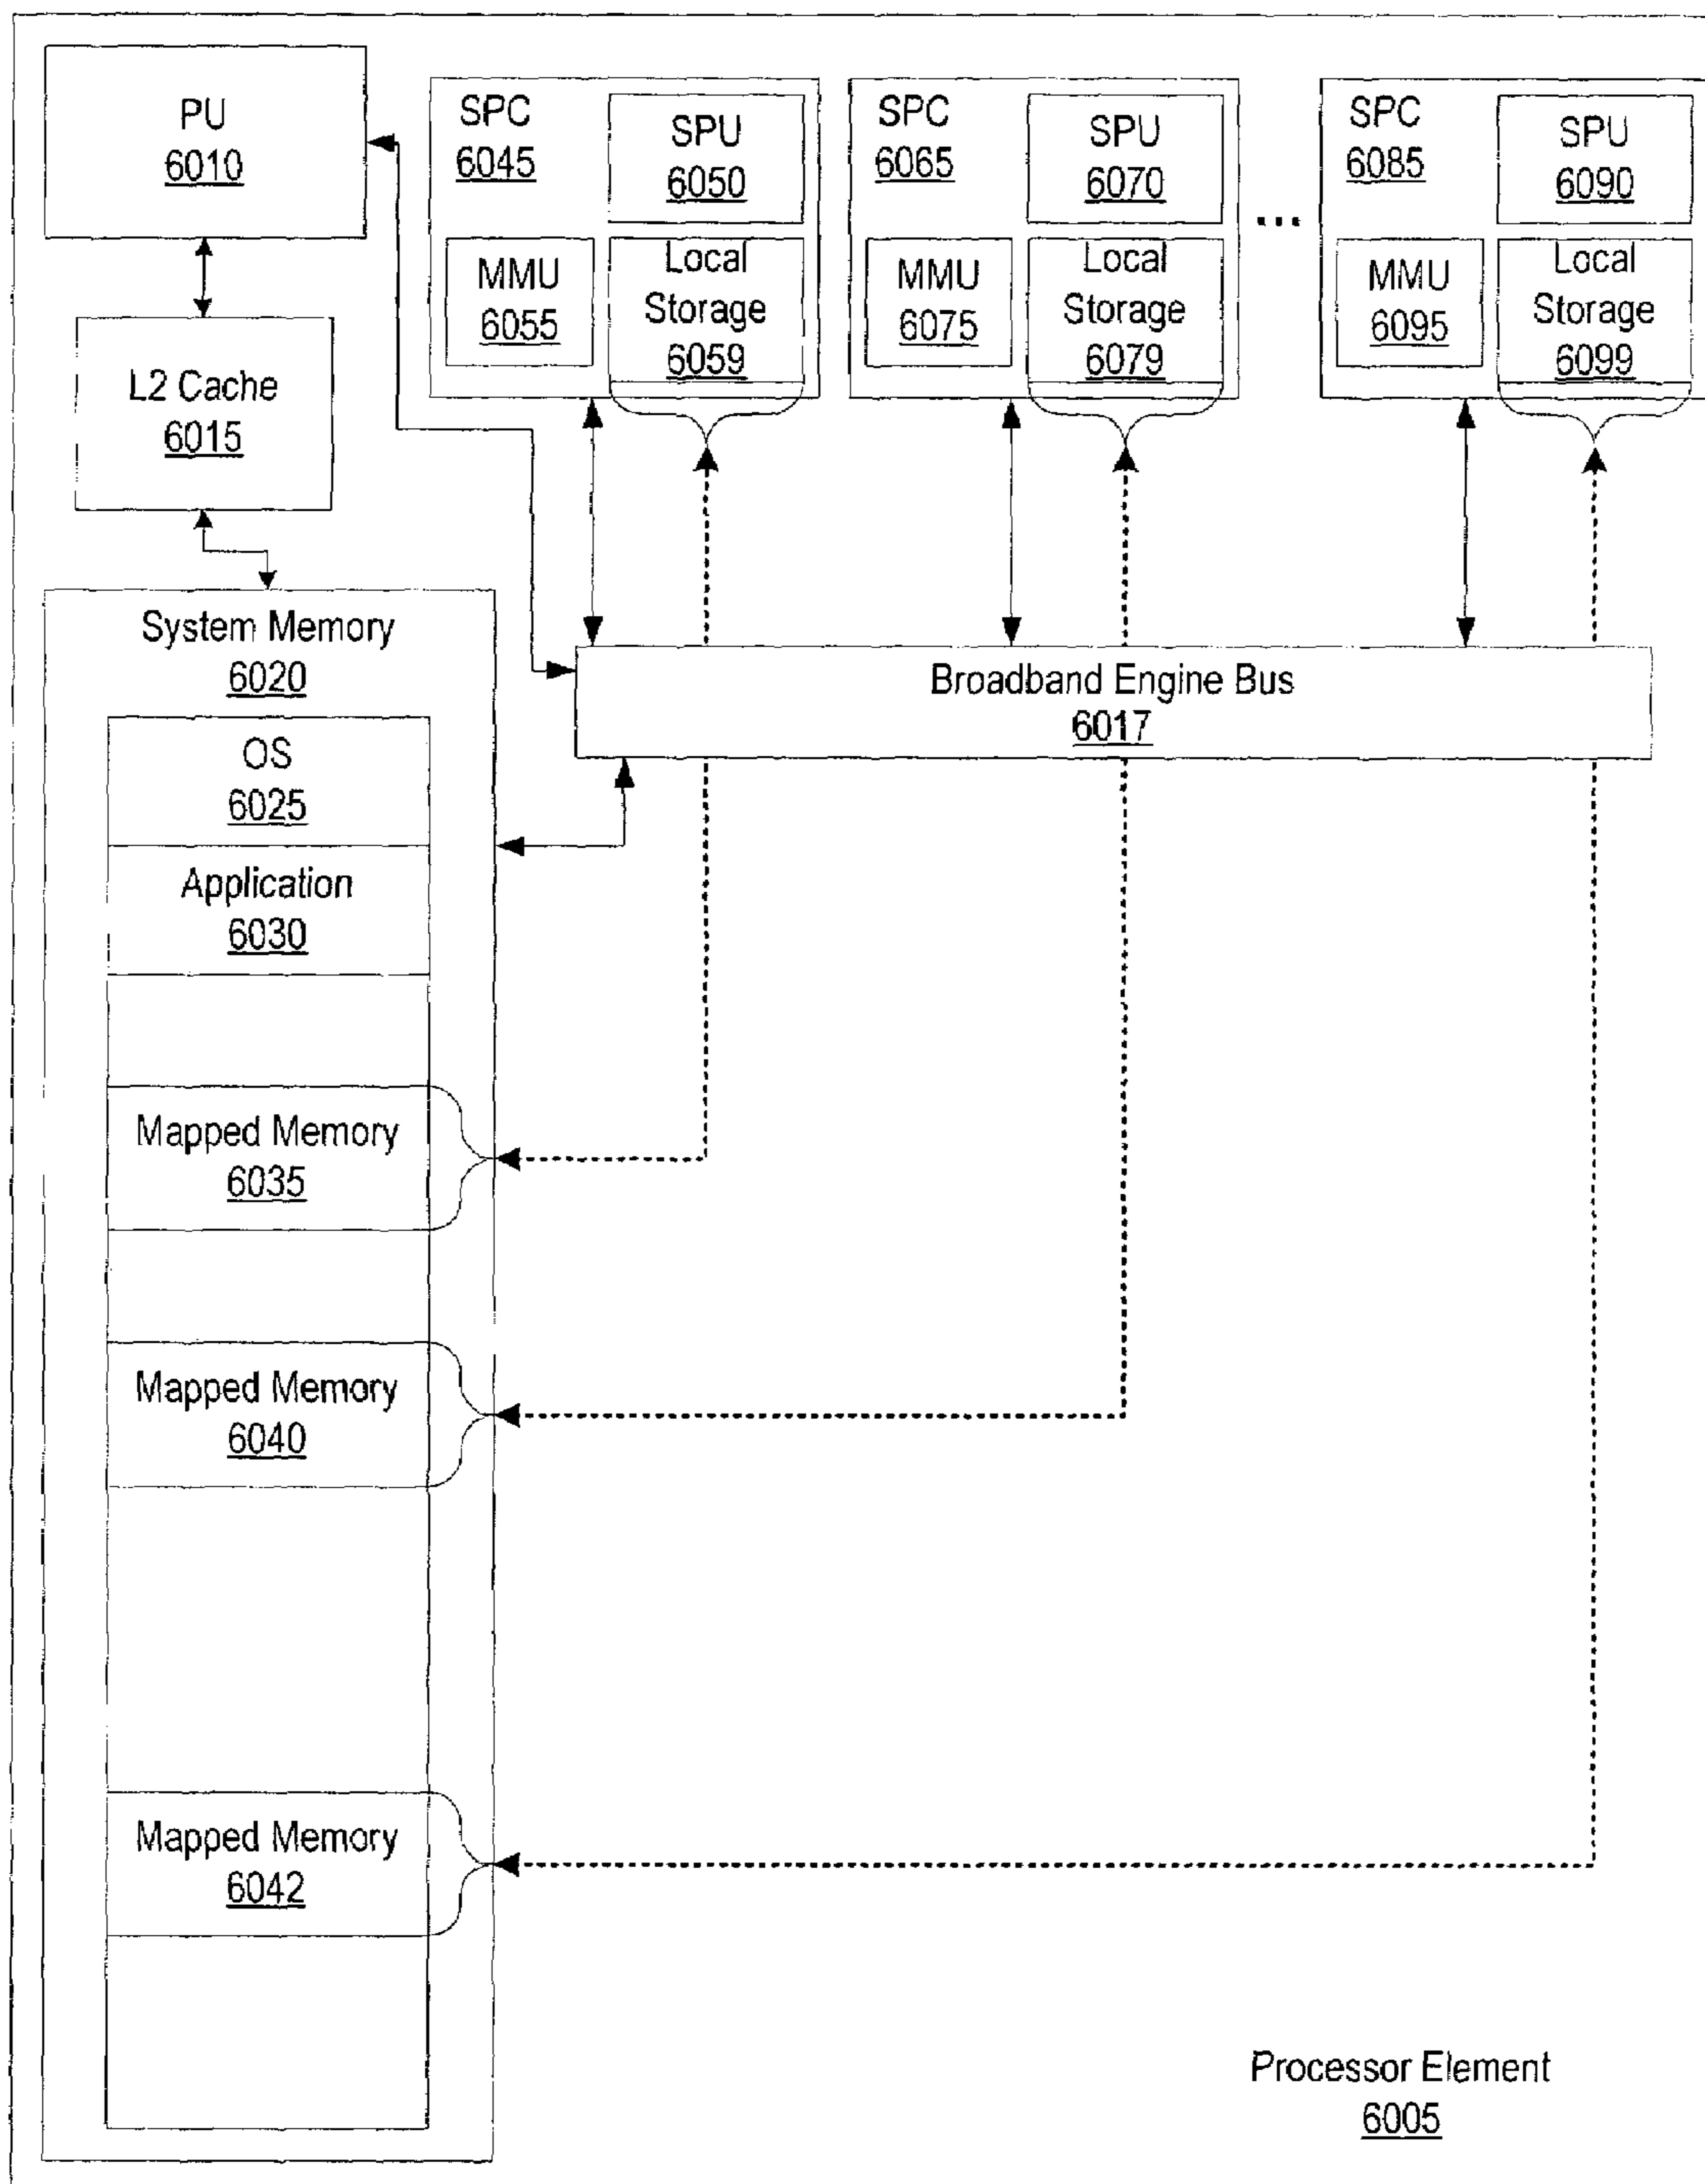 PU
6010
SPC
6045
SPU
6050
MMU
6055
Local
Storage
6059
SPC
6065
SPU
6070
MMU
6075
Local
Storage
6079
...
SPC
6085
SPU
6090
MMU
6095
Local
Storage
6099
L2 Cache
6015
System Memory
6020
Broadband Engine Bus
6017
OS
6025
Application
6030
Mapped Memory
6035
Mapped Memory
6040
Mapped Memory
6042
Processor Element
6005